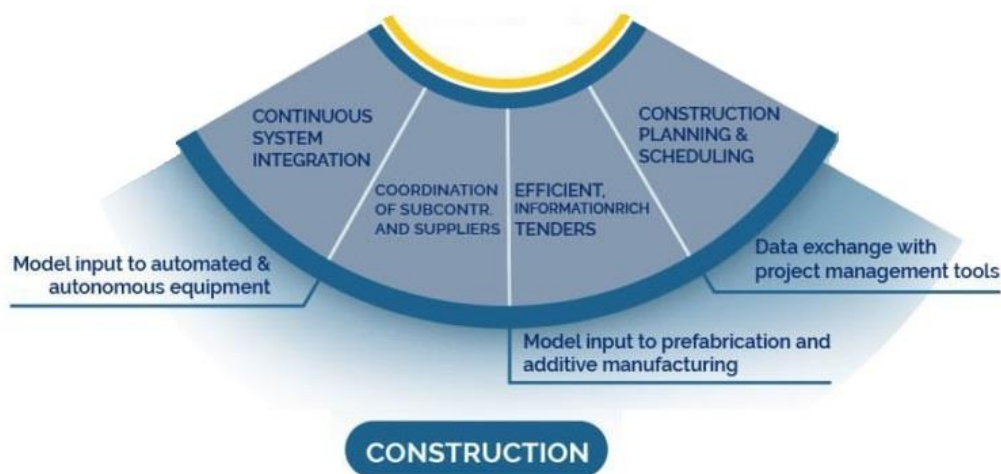 CONTINUOUS
SYSTEM
INTEGRATION
COORDINATION
OF SUBCONTR.
AND SUPPLIERS
EFFICIENT,
INFORMATIONRICH
TENDERS
CONSTRUCTION
PLANNING &
SCHEDULING
Model input to automated &
autonomous equipment
Data exchange with
project management tools
Model input to prefabrication and
additive manufacturing
CONSTRUCTION